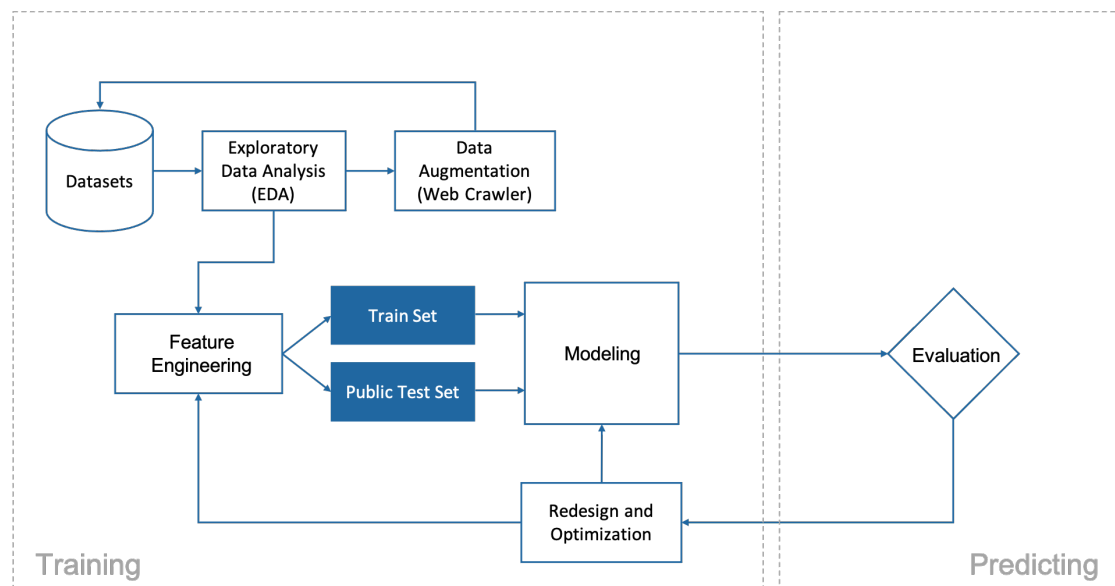 Datasets
Exploratory
Data Analysis
(EDA)
Data
Augmentation
(Web Crawler)
Feature
Engineering
Train Set
Public Test Set
Modeling
Evaluation
Redesign and
Optimization
Training
Predicting